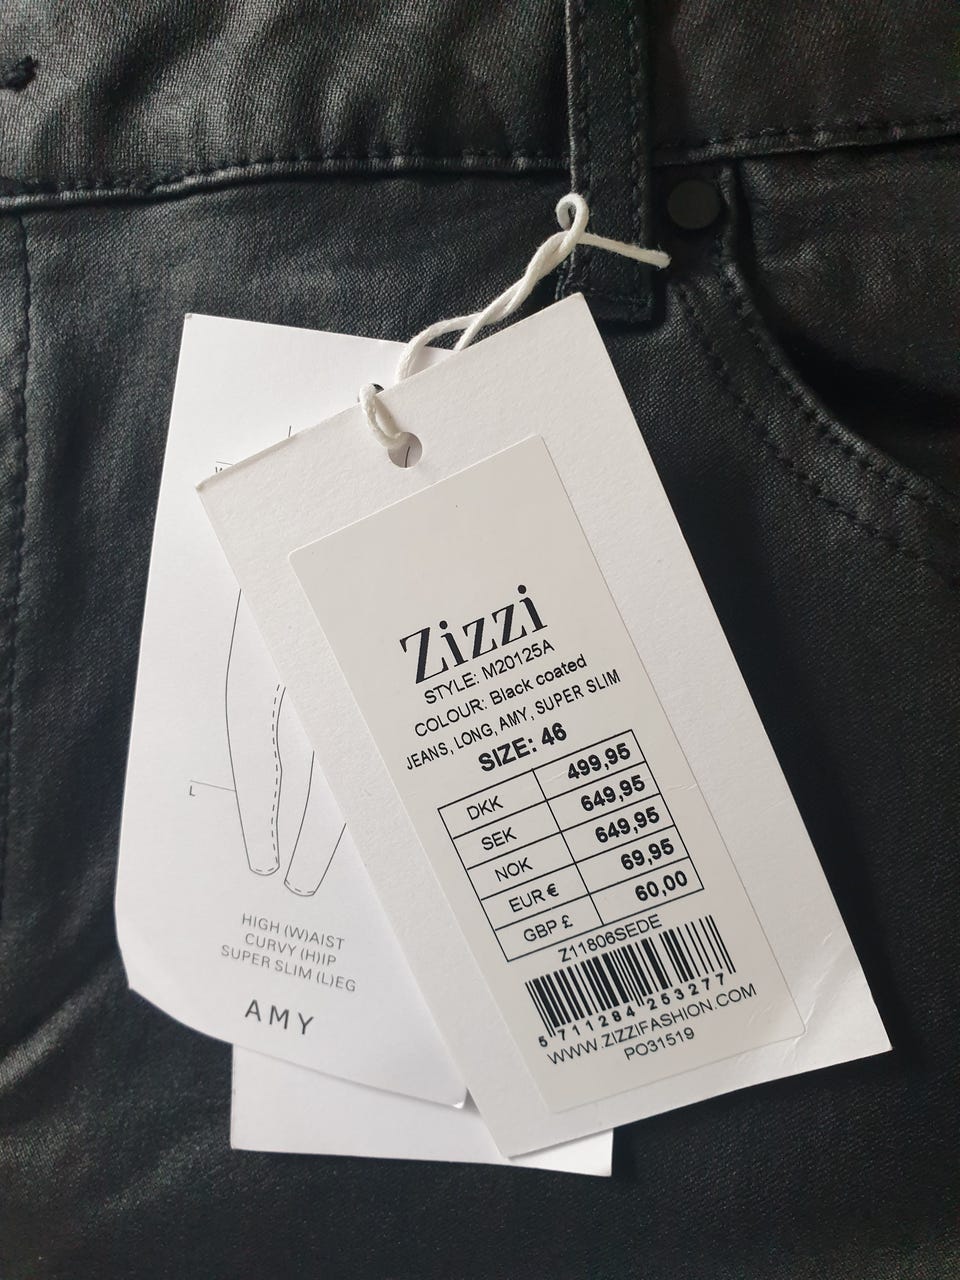 W
L
HIGH (W)AIST
CURVY (H)IP
SUPER SLIM (L)EG
AMY
Zizzi
STYLE: M20125A
COLOUR: Black coated
JEANS, LONG, AMY, SUPER SLIM
SIZE: 46
DKK 499,95
SEK 649,95
NOK 649,95
EUR € 69,95
GBP £ 60,00
Z11806SEDE
5 711284 253277
WWW.ZIZZIFASHION.COM
PO31519